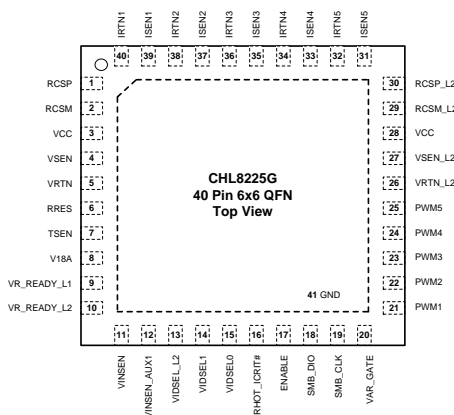 IRTN1
ISEN1
IRTN2
ISEN2
IRTN3
ISEN3
IRTN4
ISEN4
IRTN5
ISEN5
40 39 38 37 36 35 34 33 32 31
RCSP 1
RCSM 2
VCC 3
VSEN 4
VRTN 5
RRES 6
TSEN 7
V18A 8
VR_READY_L1 9
VR_READY_L2 10
CHL8225G
40 Pin 6x6 QFN
Top View
41 GND
30 RCSP_L2
29 RCSM_L2
28 VCC
27 VSEN_L2
26 VRTN_L2
25 PWM5
24 PWM4
23 PWM3
22 PWM2
21 PWM1
11 12 13 14 15 16 17 18 19 20
VINSEN
VINSEN_AUX1
VIDSEL_L2
VIDSEL1
VIDSEL0
RHOT_ICRIT#
ENABLE
SMB_DIO
SMB_CLK
VAR_GATE